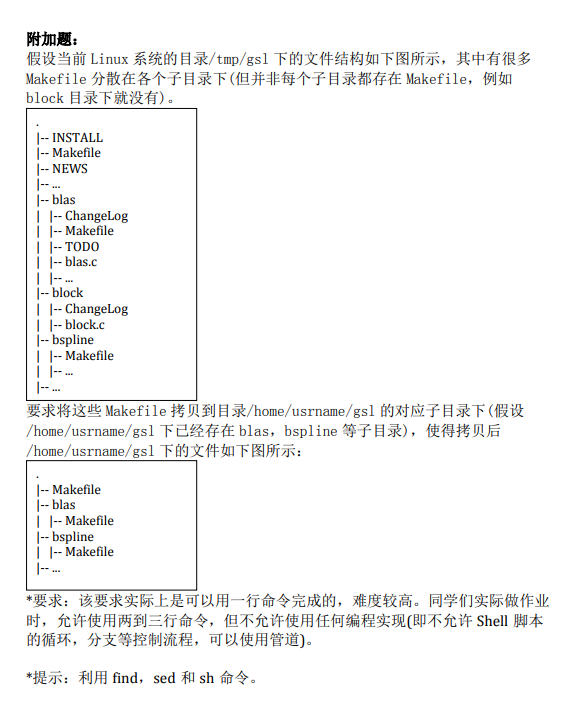 附加题：
假设当前 Linux 系统的目录/tmp/gsl 下的文件结构如下图所示，其中有很多
Makefile 分散在各个子目录下(但并非每个子目录都存在 Makefile，例如
block 目录下就没有)。
.
|-- INSTALL
|-- Makefile
|-- NEWS
|-- ...
|-- blas
| |-- ChangeLog
| |-- Makefile
| |-- TODO
| |-- blas.c
| |-- ...
|-- block
| |-- ChangeLog
| |-- block.c
|-- bspline
| |-- Makefile
| |-- ...
|-- ...
要求将这些 Makefile 拷贝到目录/home/usrname/gsl 的对应子目录下(假设
/home/usrname/gsl 下已经存在 blas，bspline 等子目录)，使得拷贝后
/home/usrname/gsl 下的文件如下图所示：
.
|-- Makefile
|-- blas
| |-- Makefile
|-- bspline
| |-- Makefile
|-- ...
*要求：该要求实际上是可以用一行命令完成的，难度较高。同学们实际做作业
时，允许使用两到三行命令，但不允许使用任何编程实现(即不允许 Shell 脚本
的循环，分支等控制流程，可以使用管道)。
*提示：利用 find，sed 和 sh 命令。